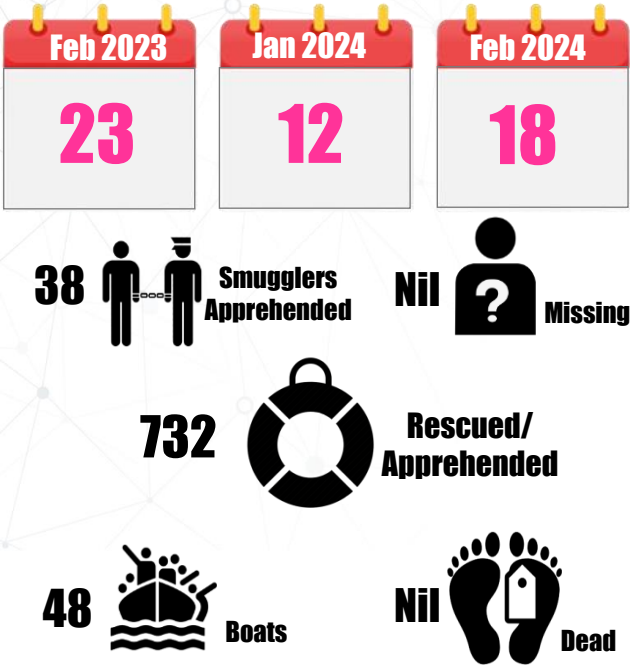 Feb 2023
Jan 2024
Feb 2024
23
12
18
38
Smugglers
Apprehended
Nil
?
Missing
732
Rescued/
Apprehended
48
Boats
Nil
Dead